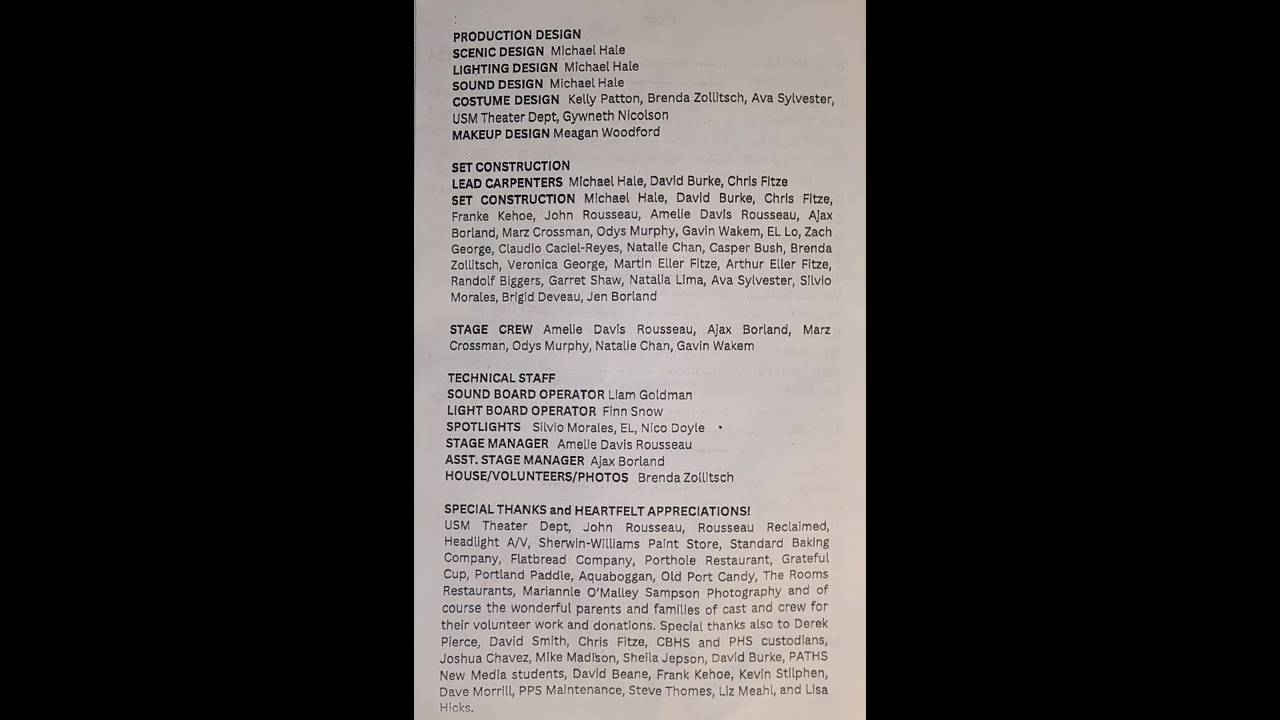 PRODUCTION DESIGN
SCENIC DESIGN Michael Hale
LIGHTING DESIGN Michael Hale
SOUND DESIGN Michael Hale
COSTUME DESIGN Kelly Patton, Brenda Zollitsch, Ava Sylvester,
USM Theater Dept, Gywneth Nicolson
MAKEUP DESIGN Meagan Woodford
SET CONSTRUCTION
LEAD CARPENTERS Michael Hale, David Burke, Chris Fitze
SET CONSTRUCTION Michael Hale, David Burke, Chris Fitze,
Franke Kehoe, John Rousseau, Amelie Davis Rousseau, Ajax
Borland, Marz Crossman, Odys Murphy, Gavin Wakem, EL Lo, Zach
George, Claudio Caciel-Reyes, Natalie Chan, Casper Bush, Brenda
Zollitsch, Veronica George, Martin Eller Fitze, Arthur Eller Fitze,
Randolf Biggers, Garret Shaw, Natalia Lima, Ava Sylvester, Silvio
Morales, Brigid Deveau, Jen Borland
STAGE CREW Amelie Davis Rousseau, Ajax Borland, Marz
Crossman, Odys Murphy, Natalie Chan, Gavin Wakem
TECHNICAL STAFF
SOUND BOARD OPERATOR Liam Goldman
LIGHT BOARD OPERATOR Finn Snow
SPOTLIGHTS Silvio Morales, EL, Nico Doyle
STAGE MANAGER Amelie Davis Rousseau
ASST. STAGE MANAGER Ajax Borland
HOUSE/VOLUNTEERS/PHOTOS Brenda Zollitsch
SPECIAL THANKS and HEARTFELT APPRECIATIONS!
USM Theater Dept, John Rousseau, Rousseau Reclaimed,
Headlight A/V, Sherwin-Williams Paint Store, Standard Baking
Company, Flatbread Company, Porthole Restaurant, Grateful
Cup, Portland Paddle, Aquaboggan, Old Port Candy, The Rooms
Restaurants, Mariannle O'Malley Sampson Photography and of
course the wonderful parents and families of cast and crew for
their volunteer work and donations. Special thanks also to Derek
Pierce, David Smith, Chris Fitze, CBHS and PHS custodians,
Joshua Chavez, Mike Madison, Sheila Jepson, David Burke, PATHS
New Media students, David Beane, Frank Kehoe, Kevin Stilphen,
Dave Morrill, PPS Maintenance, Steve Thomes, Liz Meahl, and Lisa
Hicks.